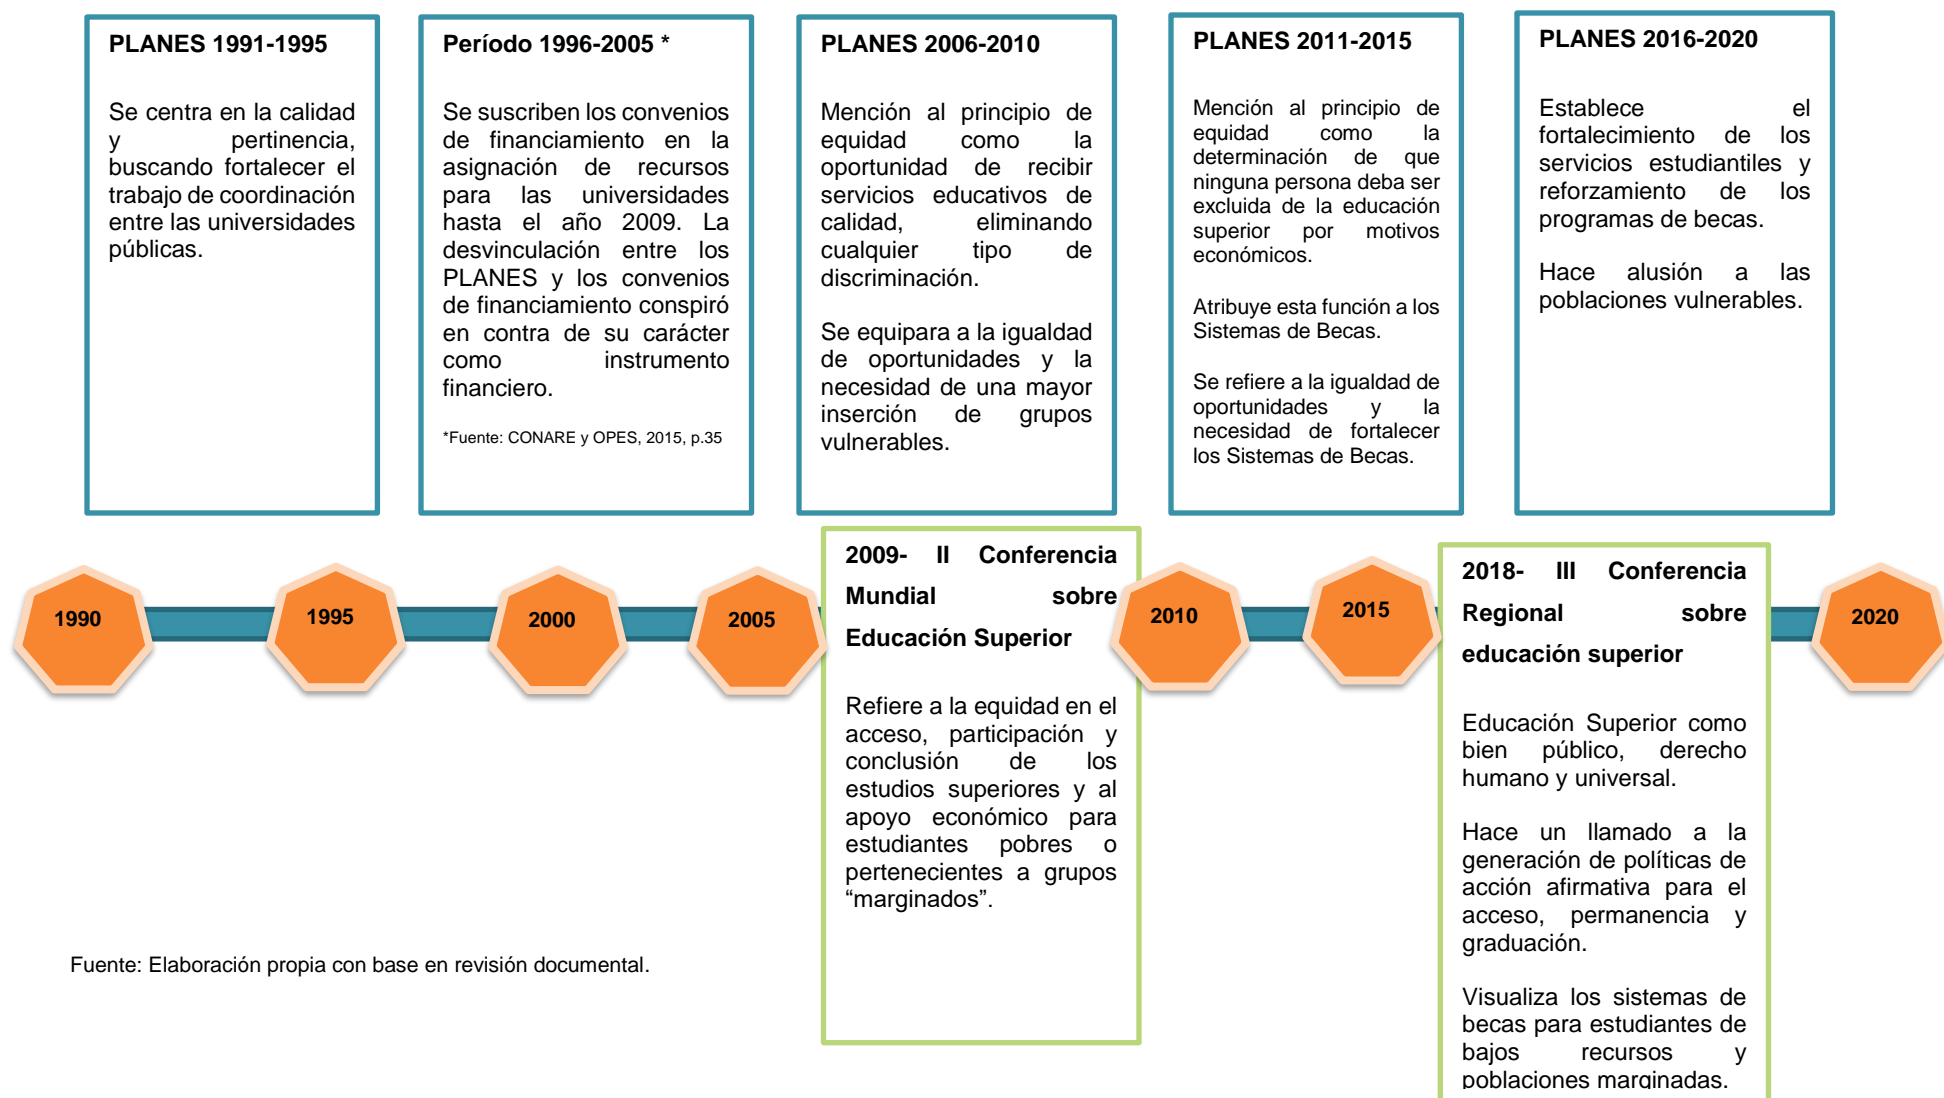 PLANES 1991-1995
Se centra en la calidad
y pertinencia,
buscando fortalecer el
trabajo de coordinación
entre las universidades
públicas.
Período 1996-2005 *
Se suscriben los convenios
de financiamiento en la
asignación de recursos
para las universidades
hasta el año 2009. La
desvinculación entre los
PLANES y los convenios
de financiamiento conspiró
en contra de su carácter
como instrumento
financiero.
*Fuente: CONARE y OPES, 2015, p.35
PLANES 2006-2010
Mención al principio de
equidad como la
oportunidad de recibir
servicios educativos de
calidad, eliminando
cualquier tipo de
discriminación.
Se equipara a la igualdad
de oportunidades y la
necesidad de una mayor
inserción de grupos
vulnerables.
PLANES 2011-2015
Mención al principio de
equidad como la
determinación de que
ninguna persona deba ser
excluida de la educación
superior por motivos
económicos.
Atribuye esta función a los
Sistemas de Becas.
Se refiere a la igualdad de
oportunidades y la
necesidad de fortalecer
los Sistemas de Becas.
PLANES 2016-2020
Establece el
fortalecimiento de los
servicios estudiantiles y
reforzamiento de los
programas de becas.
Hace alusión a las
poblaciones vulnerables.
1990
1995
2000
2005
2009- II Conferencia
Mundial sobre
Educación Superior
Refiere a la equidad en el
acceso, participación y
conclusión de los
estudios superiores y al
apoyo económico para
estudiantes pobres o
pertenecientes a grupos
“marginados”.
2010
2015
2018- III Conferencia
Regional sobre
educación superior
Educación Superior como
bien público, derecho
humano y universal.
Hace un llamado a la
generación de políticas de
acción afirmativa para el
acceso, permanencia y
graduación.
Visualiza los sistemas de
becas para estudiantes de
bajos recursos y
poblaciones marginadas.
2020
Fuente: Elaboración propia con base en revisión documental.